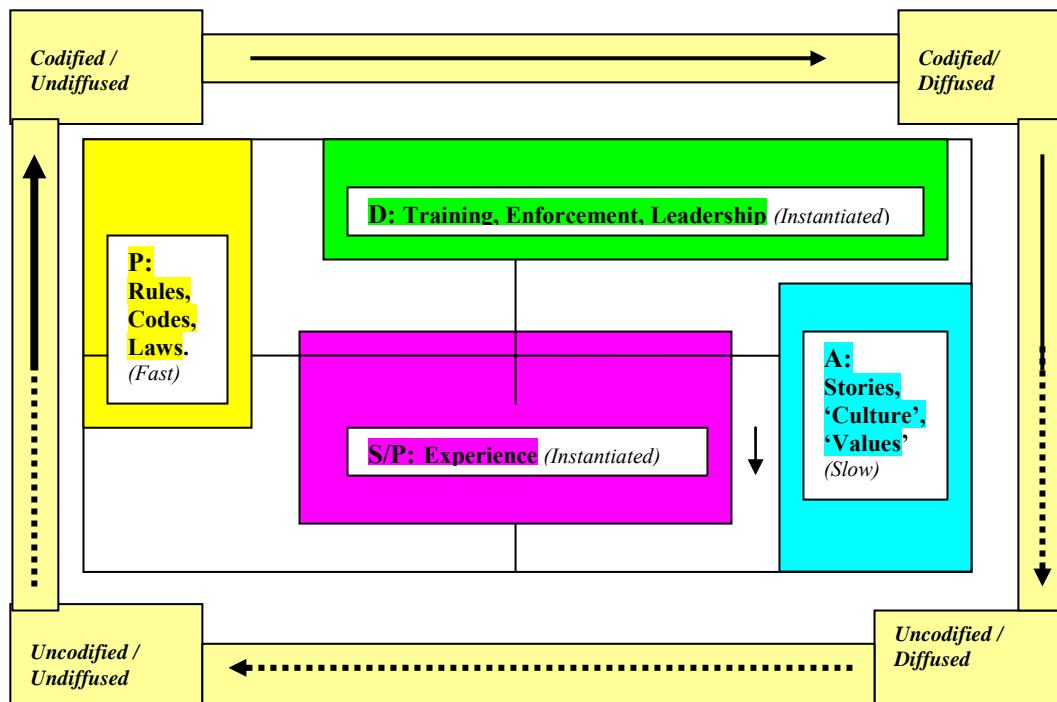 Codified /
Undiffused
Codified/
Diffused
D: Training, Enforcement, Leadership (Instantiated)
P:
Rules,
Codes,
Laws.
(Fast)
A:
Stories,
‘Culture’,
‘Values’
(Slow)
S/P: Experience (Instantiated)
Uncodified /
Undiffused
Uncodified /
Diffused